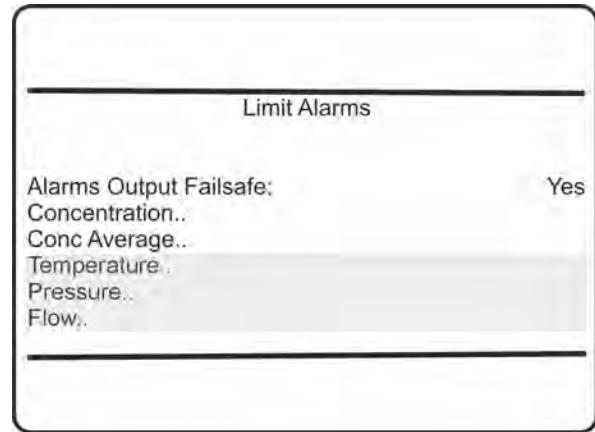 Limit Alarms
Alarms Output Failsafe: Yes
Concentration..
Conc Average..
Temperature..
Pressure..
Flow..